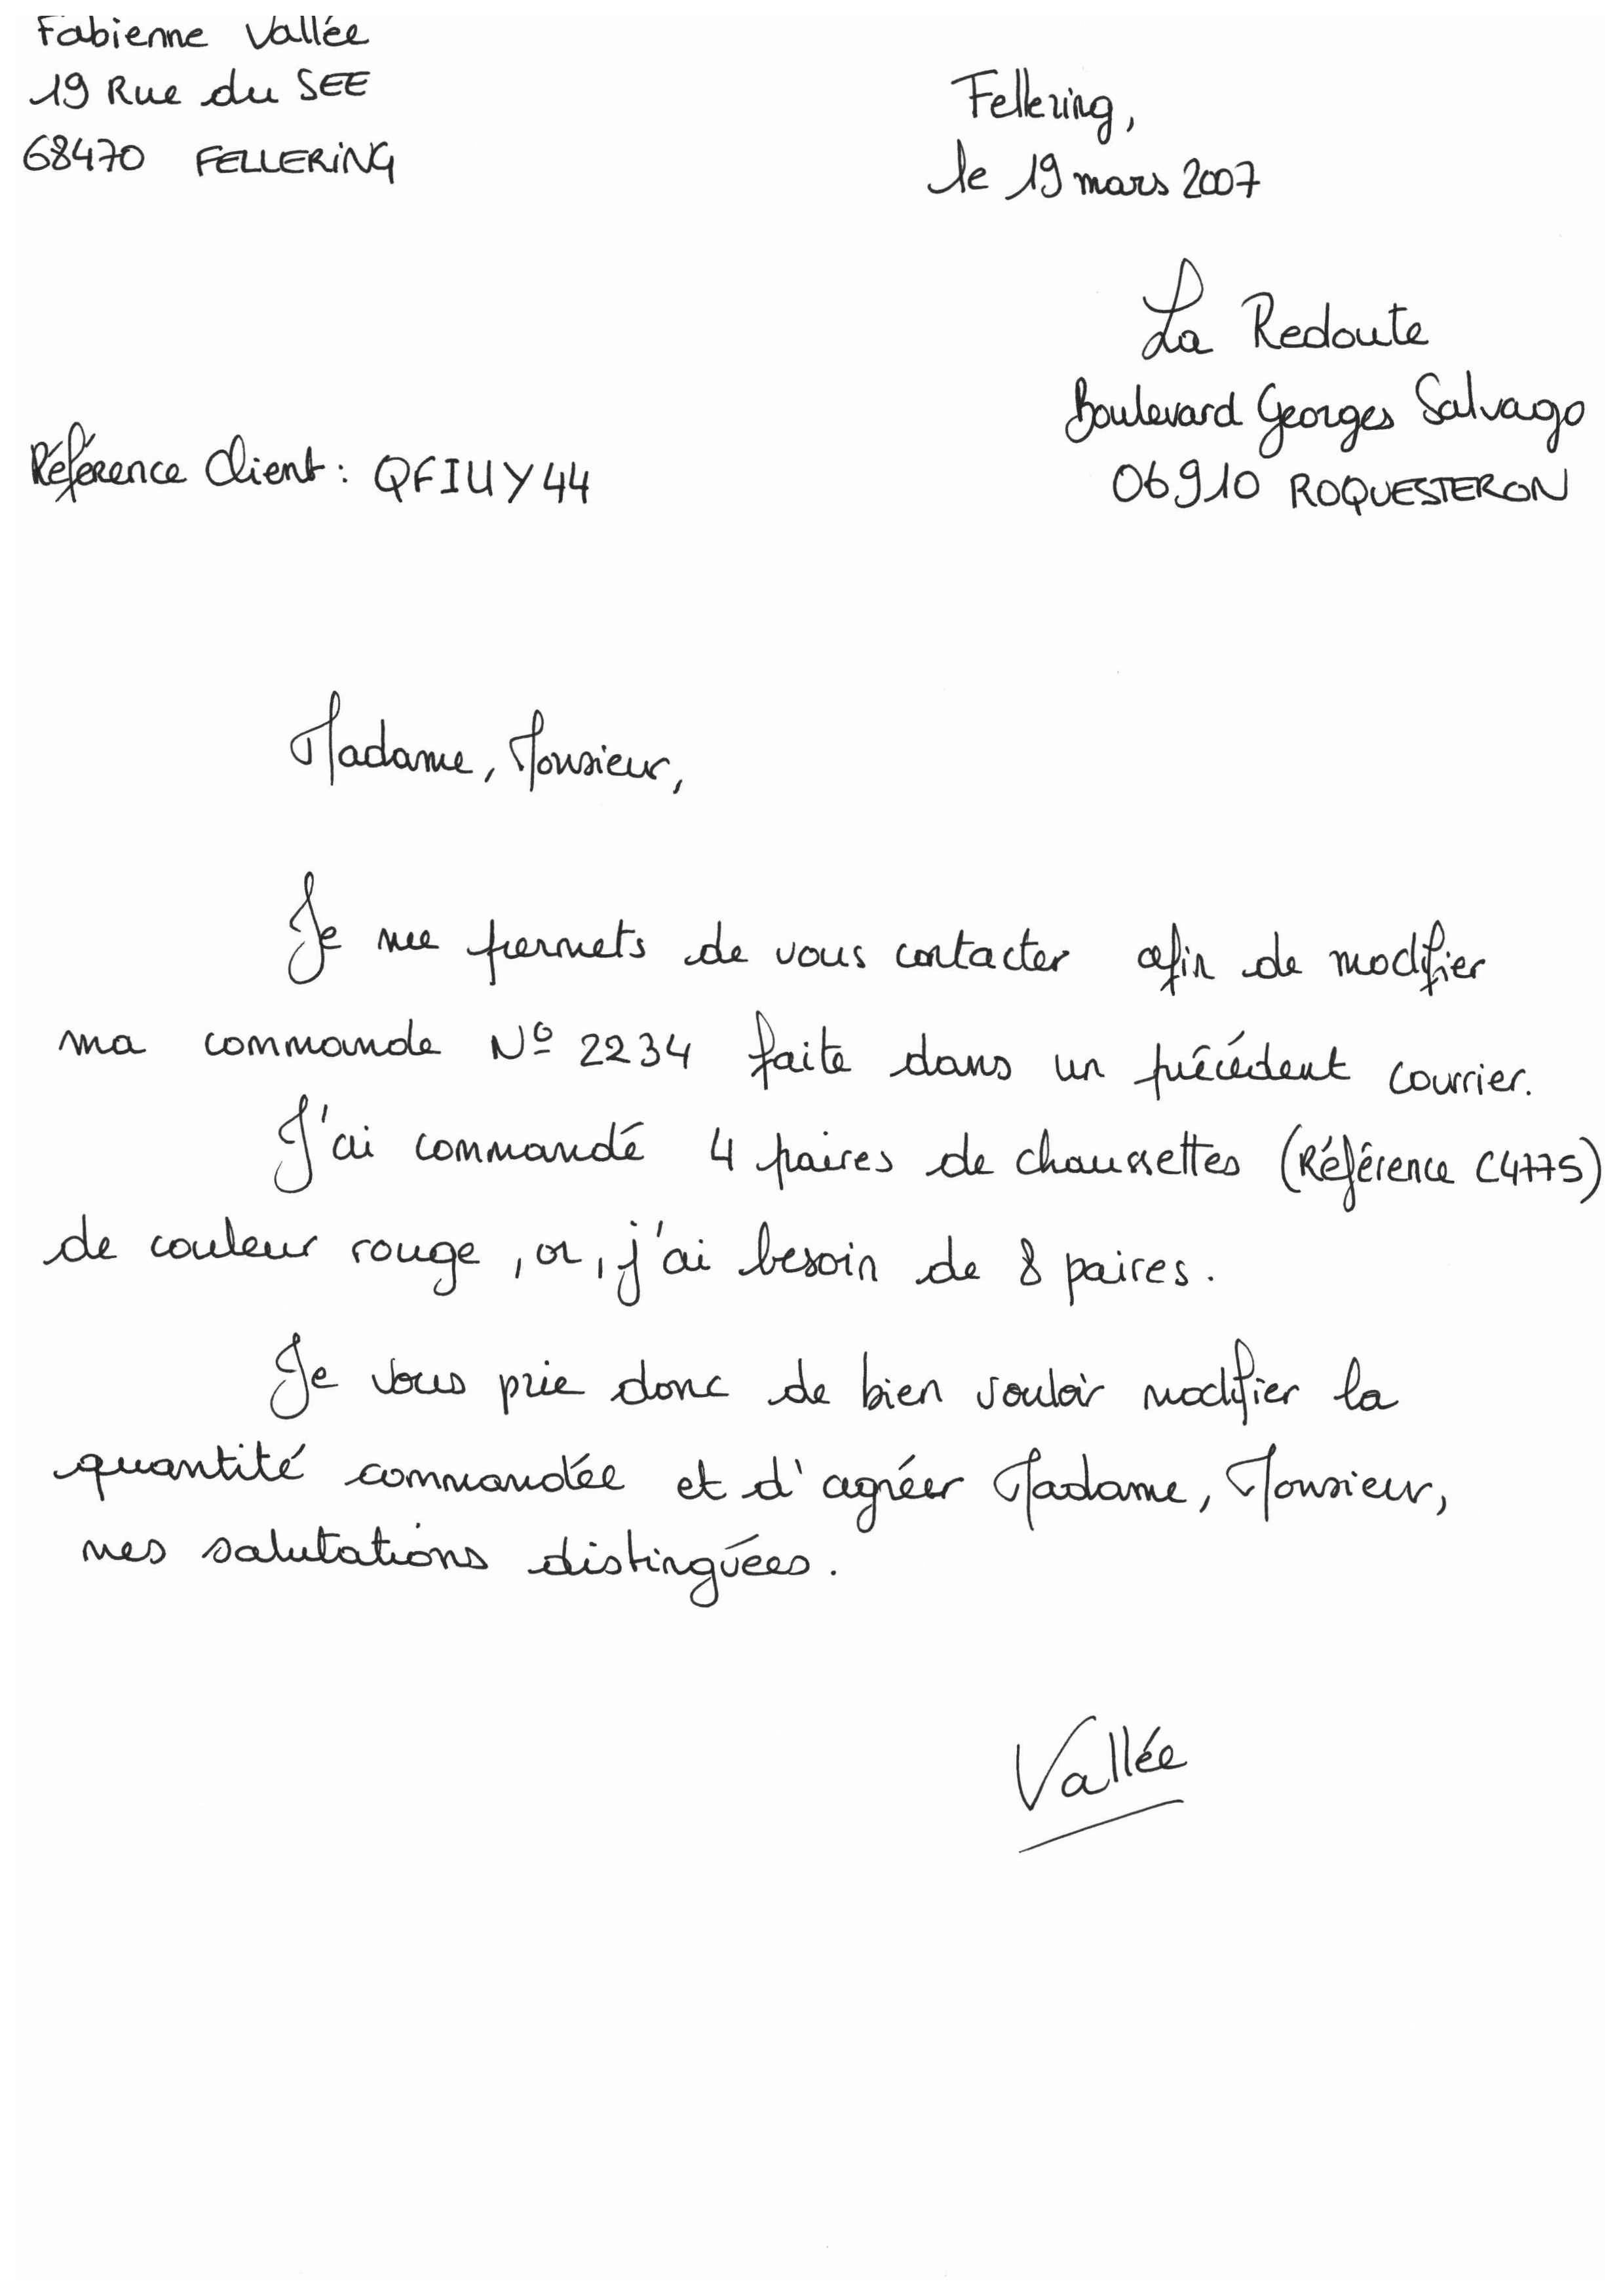 Fabienne Vallée
19 Rue du SEE
68470 FELLERING
Fellering,
le 19 mars 2007
La Redoute
Boulevard Georges Salvago
06910 ROQUESTERON
Référence Client : QFIUY44
Madame, Monsieur,
Je me permets de vous contacter afin de modifier
ma commande Nº 2234 faite dans un précédent courrier.
J'ai commandé 4 paires de chaussettes (Référence C4775)
de couleur rouge, or, j'ai besoin de 8 paires.
Je vous prie donc de bien vouloir modifier la
quantité commandée et d'agréer Madame, Monsieur,
mes salutations distinguées.
Vallée